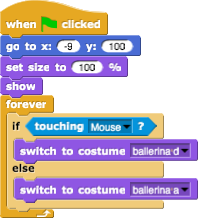 when clicked
go to x: -9 y: 100
set size to 100 %
show
forever
if touching Mouse ?
switch to costume ballerina d
else
switch to costume ballerina a